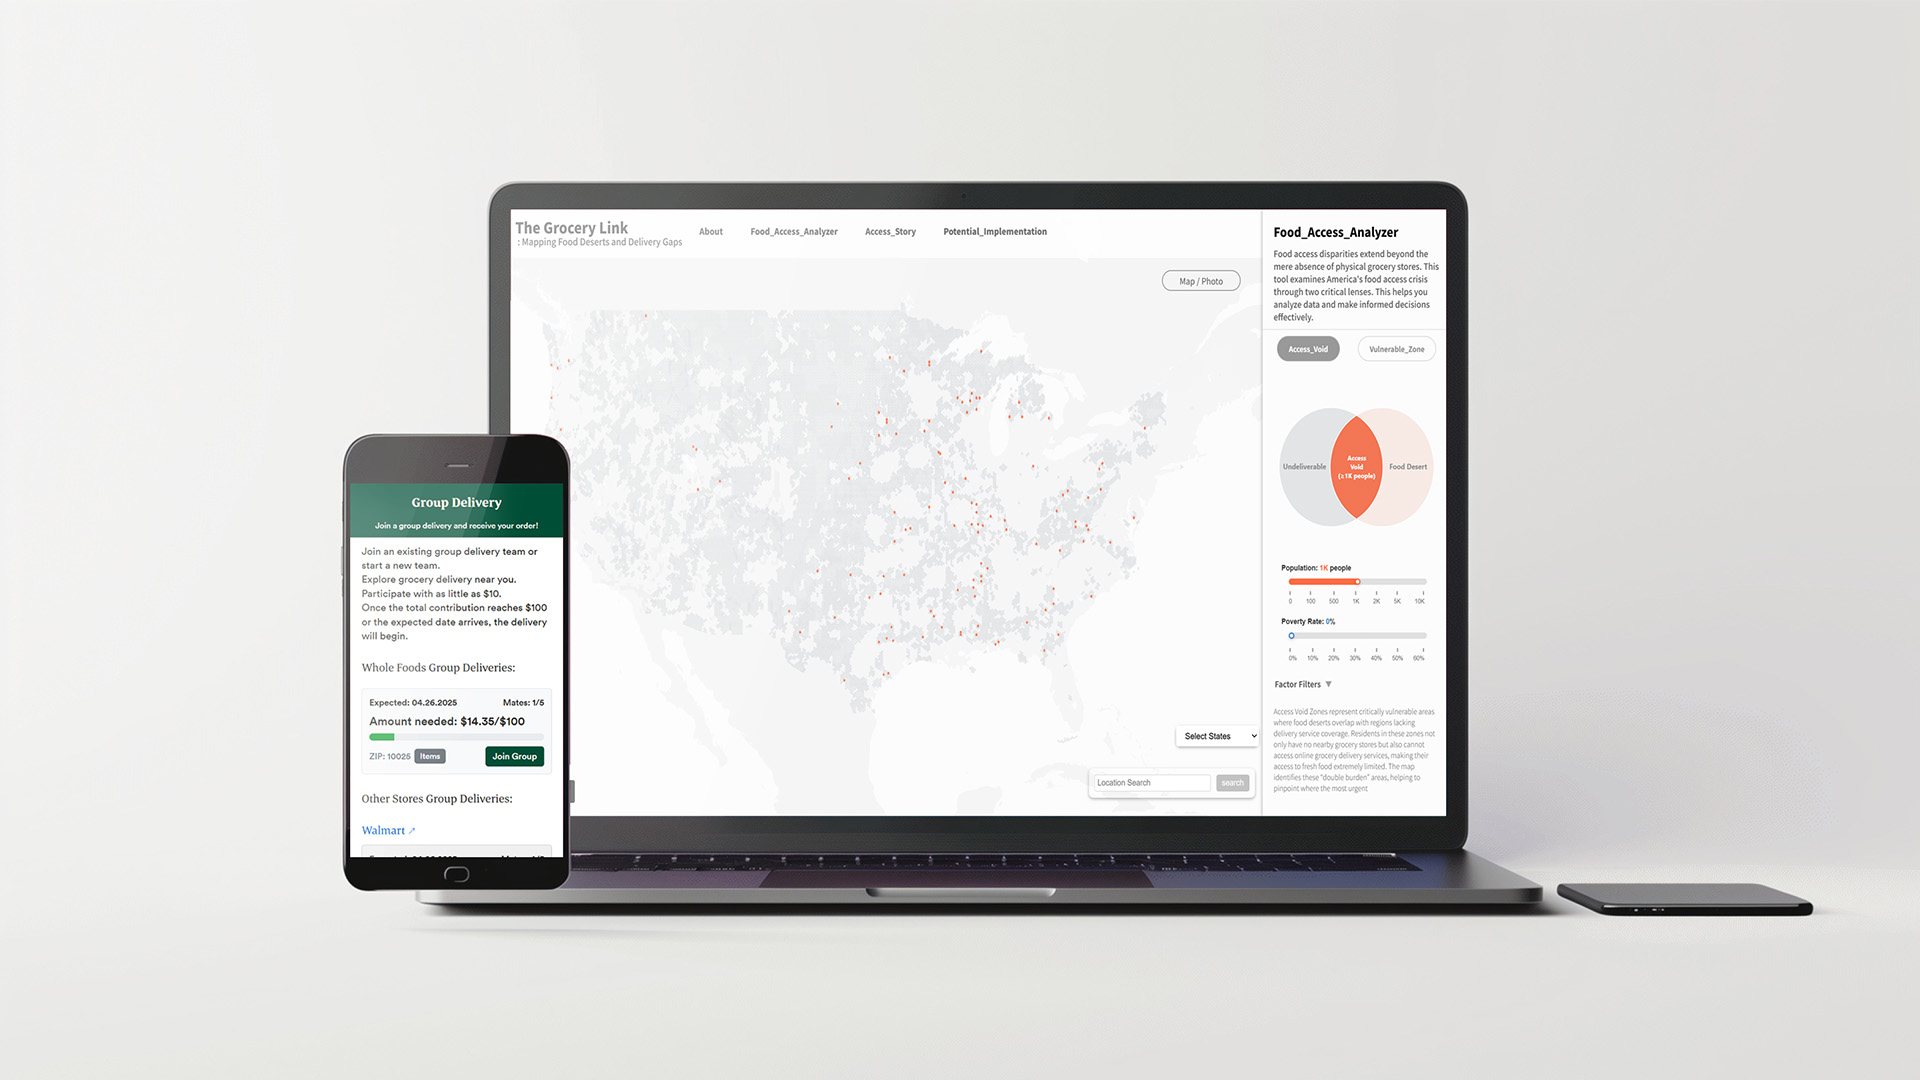 The Grocery Link
: Mapping Food Deserts and Delivery Gaps
About
Food_Access_Analyzer
Access_Story
Potential_Implementation
Map / Photo
Select States
Location Search
search
Food_Access_Analyzer
Food access disparities extend beyond the
mere absence of physical grocery stores. This
tool examines America's food access crisis
through two critical lenses. This helps you
analyze data and make informed decisions
effectively.
Access_Void
Vulnerable_Zone
Undeliverable
Access
Void
(≥1K people)
Food Desert
Population: 1K people
0 100 500 1K 2K 5K 10K
Poverty Rate: 0%
0% 10% 20% 30% 40% 50% 60%
Factor Filters ▼
Access Void Zones represent critically vulnerable areas
where food deserts overlap with regions lacking
delivery service coverage. Residents in these zones not
only have no nearby grocery stores but also cannot
access online grocery delivery services, making their
access to fresh food extremely limited. The map
identifies these "double burden" areas, helping to
pinpoint where the most urgent
Group Delivery
Join a group delivery and receive your order!
Join an existing group delivery team or
start a new team.
Explore grocery delivery near you.
Participate with as little as $10.
Once the total contribution reaches $100
or the expected date arrives, the delivery
will begin.
Whole Foods Group Deliveries:
Expected: 04.26.2025
Mates: 1/5
Amount needed: $14.35/$100
ZIP: 10025
Items
Join Group
Other Stores Group Deliveries:
Walmart ↗